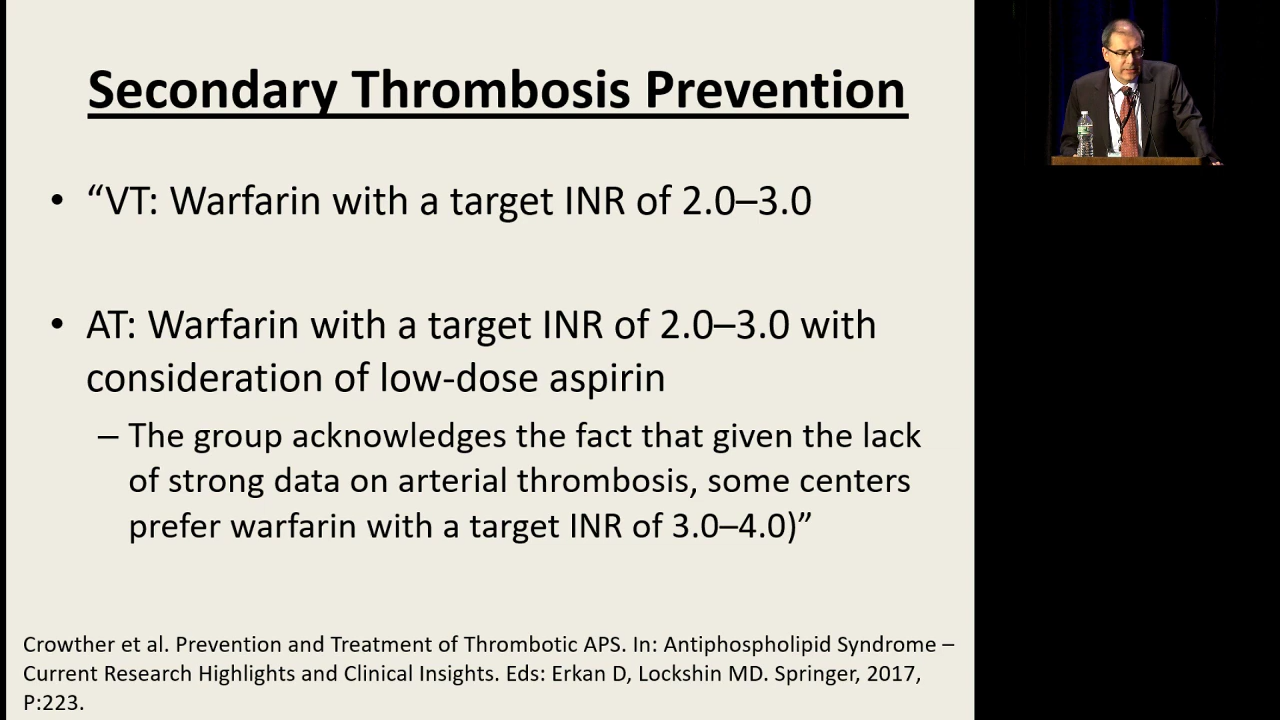 Secondary Thrombosis Prevention
• “VT: Warfarin with a target INR of 2.0–3.0
• AT: Warfarin with a target INR of 2.0–3.0 with
consideration of low-dose aspirin
– The group acknowledges the fact that given the lack
of strong data on arterial thrombosis, some centers
prefer warfarin with a target INR of 3.0–4.0)”
Crowther et al. Prevention and Treatment of Thrombotic APS. In: Antiphospholipid Syndrome –
Current Research Highlights and Clinical Insights. Eds: Erkan D, Lockshin MD. Springer, 2017,
P:223.